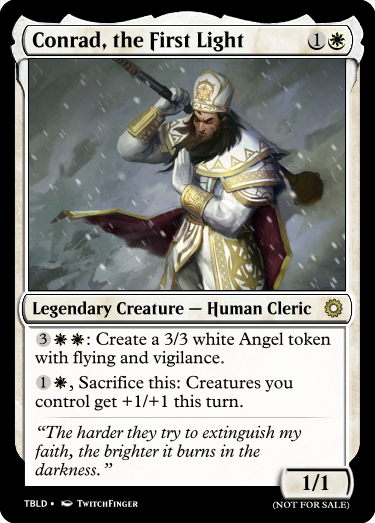 Conrad, the First Light 1
Legendary Creature — Human Cleric
3: Create a 3/3 white Angel token
with flying and vigilance.
1, Sacrifice this: Creatures you
control get +1/+1 this turn.
“The harder they try to extinguish my
faith, the brighter it burns in the
darkness.”
1/1
TBLD • TwitchFinger
(NOT FOR SALE)